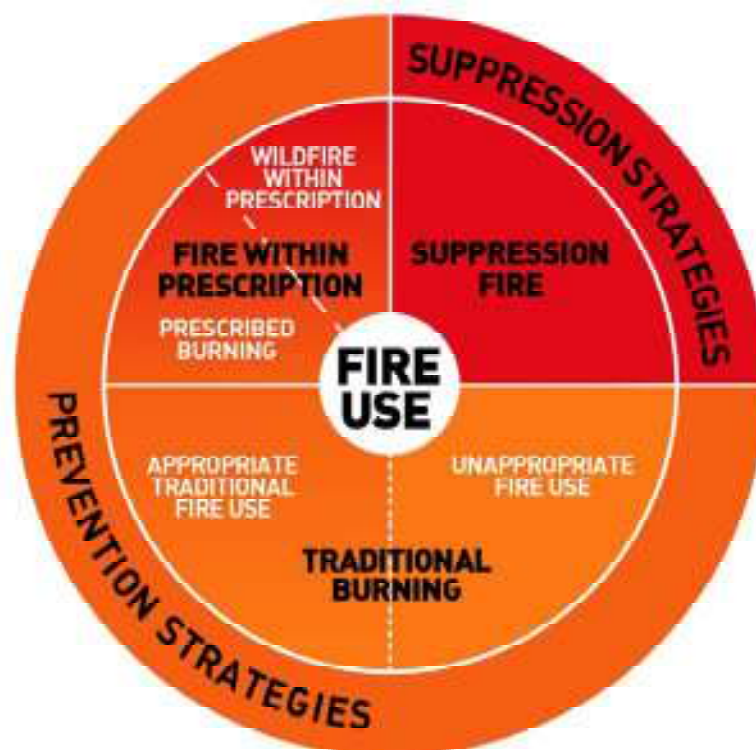 SUPPRESSION STRATEGIES
WILDFIRE
WITHIN
PRESCRIPTION
FIRE WITHIN
PRESCRIPTION
SUPPRESSION
FIRE
PRESCRIBED
BURNING
FIRE
USE
APPROPRIATE
TRADITIONAL
FIRE USE
UNAPPROPRIATE
FIRE USE
TRADITIONAL
BURNING
PREVENTION STRATEGIES